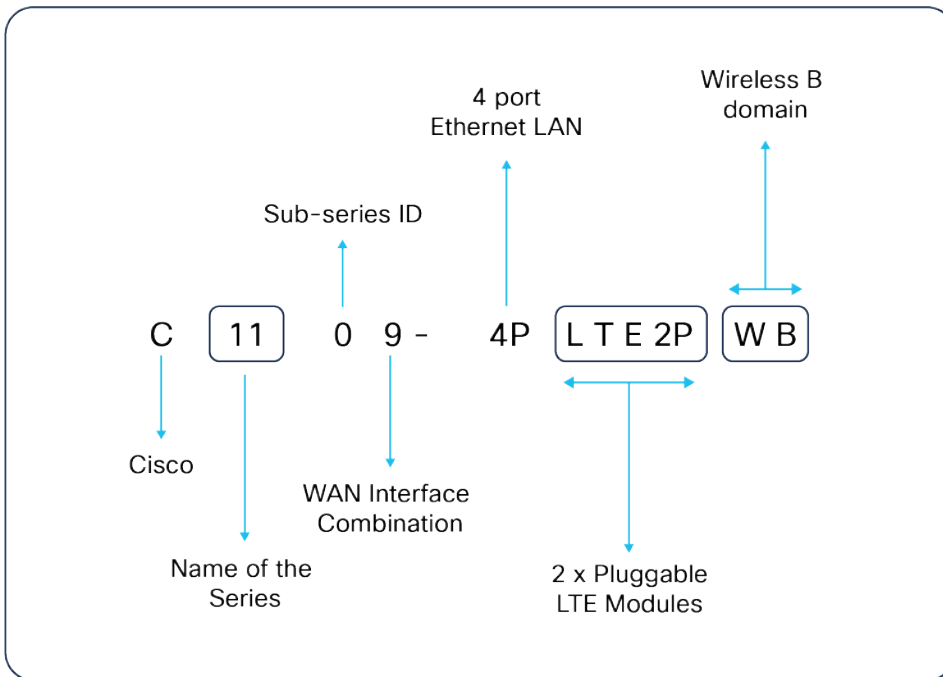 Wireless B
domain
4 port
Ethernet LAN
Sub-series ID
C 11 0 9 - 4P L T E 2P W B
Cisco
WAN Interface
Combination
Name of the
Series
2 x Pluggable
LTE Modules